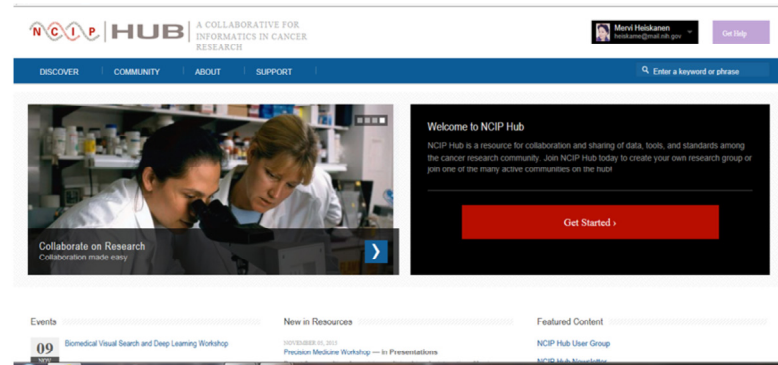 NCIP | HUB
A COLLABORATIVE FOR
INFORMATICS IN CANCER
RESEARCH
Mervi Heiskanen
heiskame@mail.nih.gov
Get Help
DISCOVER
COMMUNITY
ABOUT
SUPPORT
Enter a keyword or phrase
Collaborate on Research
Collaboration made easy
Welcome to NCIP Hub
NCIP Hub is a resource for collaboration and sharing of data, tools, and standards among
the cancer research community. Join NCIP Hub today to create your own research group or
join one of the many active communities on the hub!
Get Started ›
Events
09
NOV
Biomedical Visual Search and Deep Learning Workshop
New in Resources
NOVEMBER 05, 2015
Precision Medicine Workshop — in Presentations
Featured Content
NCIP Hub User Group
NCIP Hub Newsletter